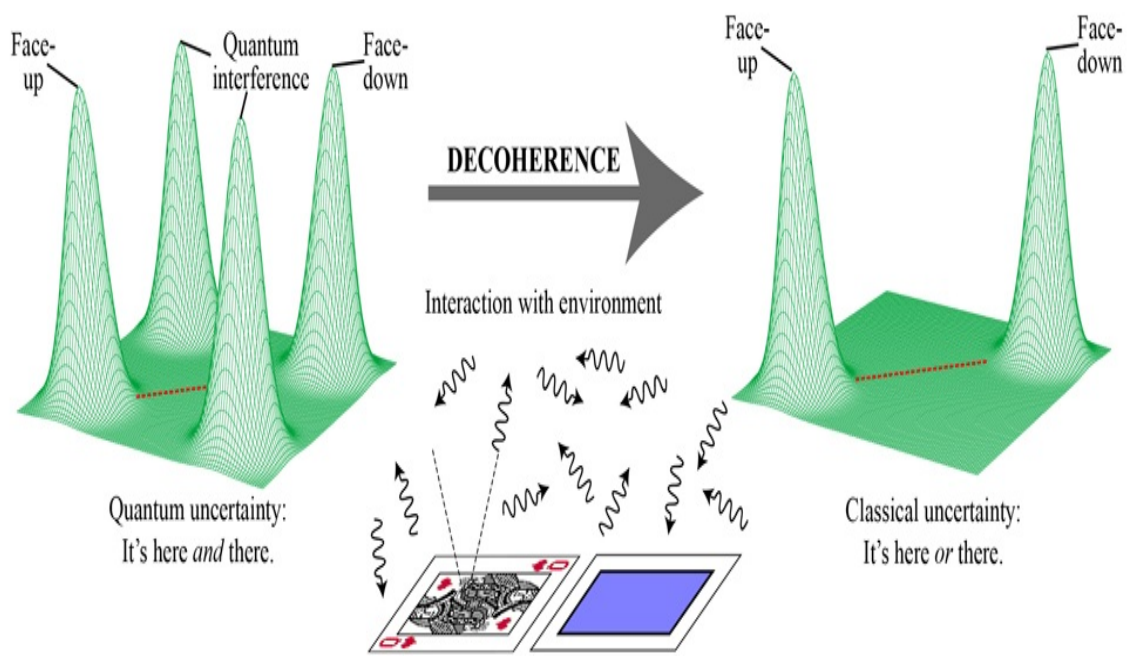 Face-
up
Quantum
interference
Face-
down
Face-
up
Face-
down
DECOHERENCE
Interaction with environment
Quantum uncertainty:
It's here and there.
Classical uncertainty:
It's here or there.
Q
Q